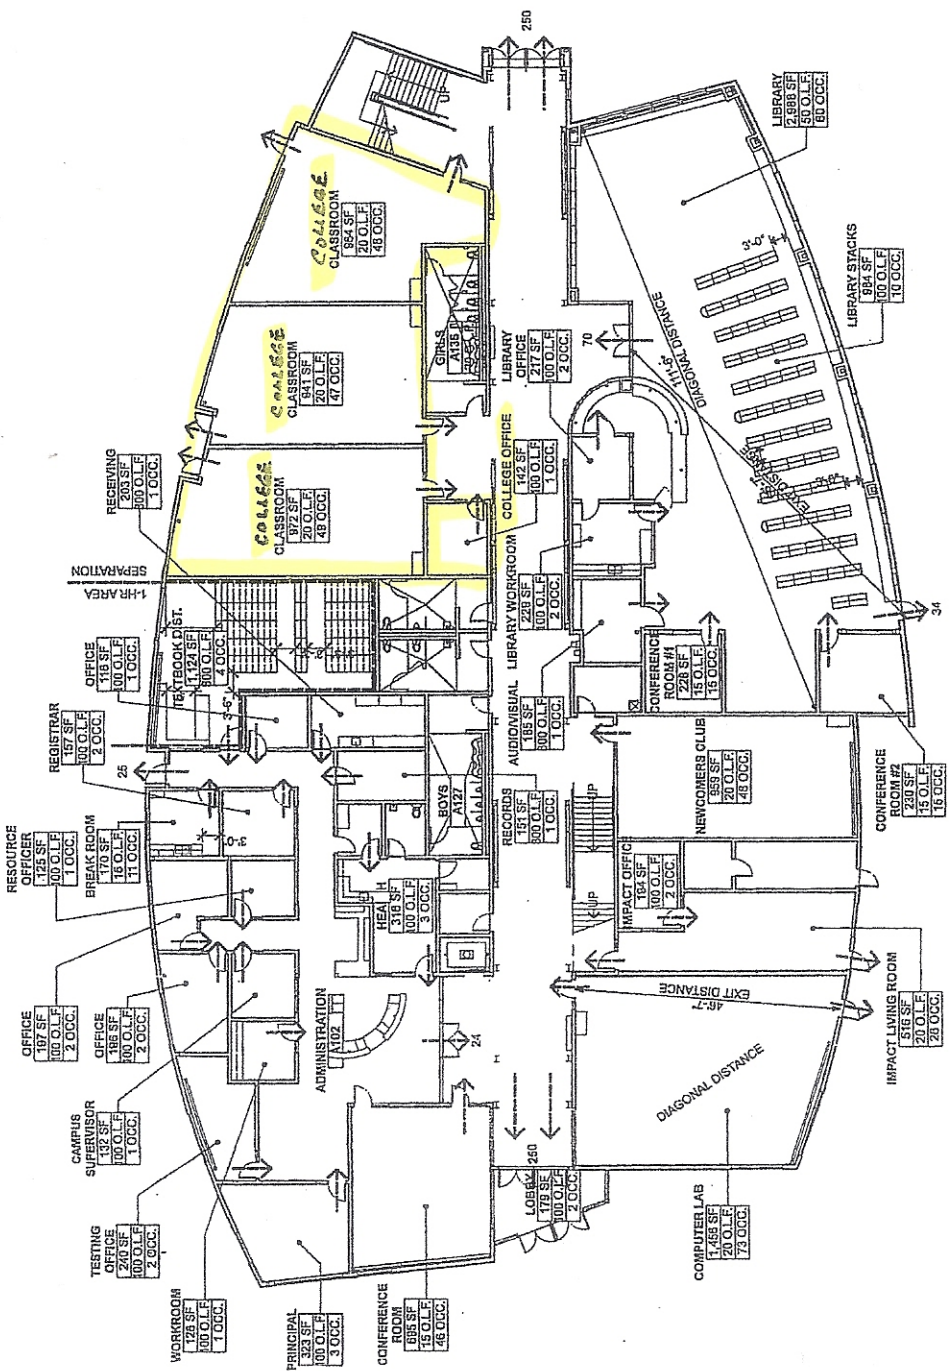 250
LIBRARY
2,988 SF
50 O.L.F.
60 OCC.
COLLEGE
CLASSROOM
954 SF
20 O.L.F.
48 OCC.
COLLEGE
CLASSROOM
941 SF
20 O.L.F.
47 OCC.
COLLEGE
CLASSROOM
972 SF
20 O.L.F.
49 OCC.
GIRLS
A135
3'-0"
LIBRARY STACKS
984 SF
100 O.L.F.
10 OCC.
LIBRARY
OFFICE
217 SF
100 O.L.F.
2 OCC.
70
DIAGONAL DISTANCE
EXIT DISTANCE
34
COLLEGE OFFICE
142 SF
100 O.L.F.
1 OCC.
RECEIVING
203 SF
300 O.L.F.
1 OCC.
1-HR AREA
SEPARATION
LIBRARY WORKROOM
229 SF
100 O.L.F.
2 OCC.
AUDIO/VISUAL
165 SF
300 O.L.F.
1 OCC.
TEXTBOOK DIST.
1,124 SF
300 O.L.F.
4 OCC.
3'-6"
OFFICE
116 SF
100 O.L.F.
1 OCC.
REGISTRAR
157 SF
100 O.L.F.
2 OCC.
25
CONFERENCE
ROOM #1
226 SF
15 O.L.F.
15 OCC.
CONFERENCE
ROOM #2
230 SF
15 O.L.F.
15 OCC.
NEWCOMERS CLUB
959 SF
20 O.L.F.
48 OCC.
RECORDS
151 SF
300 O.L.F.
1 OCC.
BOYS
A127
UP
UP
RESOURCE
OFFICER
125 SF
100 O.L.F.
1 OCC.
BREAK ROOM
170 SF
15 O.L.F.
11 OCC.
3'-0"
HEALTH
316 SF
100 O.L.F.
3 OCC.
IMPACT OFFICE
194 SF
100 O.L.F.
2 OCC.
IMPACT LIVING ROOM
516 SF
20 O.L.F.
26 OCC.
OFFICE
197 SF
100 O.L.F.
2 OCC.
OFFICE
196 SF
100 O.L.F.
2 OCC.
CAMPUS
SUPERVISOR
132 SF
100 O.L.F.
1 OCC.
ADMINISTRATION
A102
24
46'-7"
EXIT DISTANCE
DIAGONAL DISTANCE
TESTING
OFFICE
240 SF
100 O.L.F.
2 OCC.
WORKROOM
126 SF
100 O.L.F.
1 OCC.
PRINCIPAL
323 SF
100 O.L.F.
3 OCC.
CONFERENCE
ROOM
695 SF
15 O.L.F.
46 OCC.
250
LOBBY
179 SF
100 O.L.F.
2 OCC.
COMPUTER LAB
1,458 SF
20 O.L.F.
73 OCC.